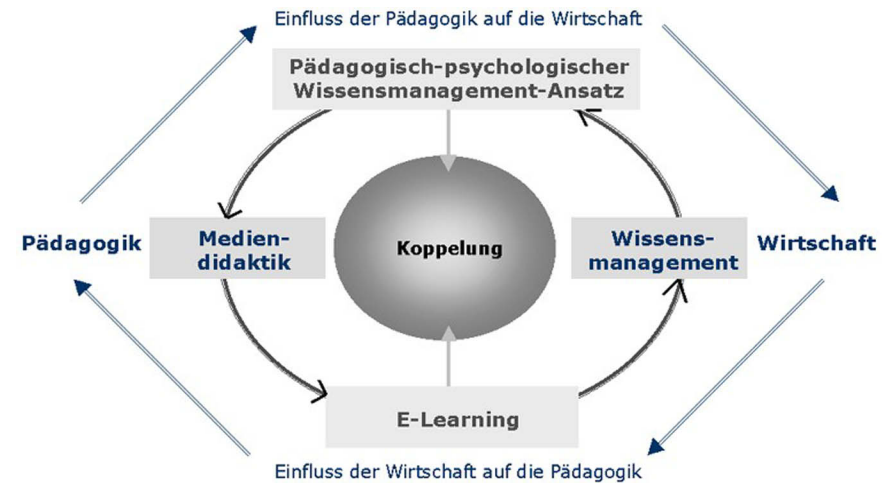 Einfluss der Pädagogik auf die Wirtschaft
Pädagogisch-psychologischer
Wissensmanagement-Ansatz
Pädagogik
Medien-
didaktik
Koppelung
Wissens-
management
Wirtschaft
E-Learning
Einfluss der Wirtschaft auf die Pädagogik